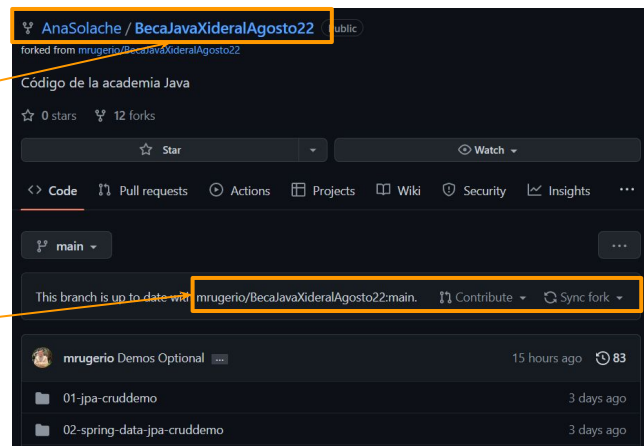 AnaSolache / BecaJavaXideralAgosto22 Public
forked from mrugerio/BecaJavaXideralAgosto22
Código de la academia Java
0 stars 12 forks
Star Watch
Code Pull requests Actions Projects Wiki Security Insights ...
main ...
This branch is up to date with mrugerio/BecaJavaXideralAgosto22:main. Contribute Sync fork
mrugerio Demos Optional ... 15 hours ago 83
01-jpa-cruddemo 3 days ago
02-spring-data-jpa-cruddemo 3 days ago